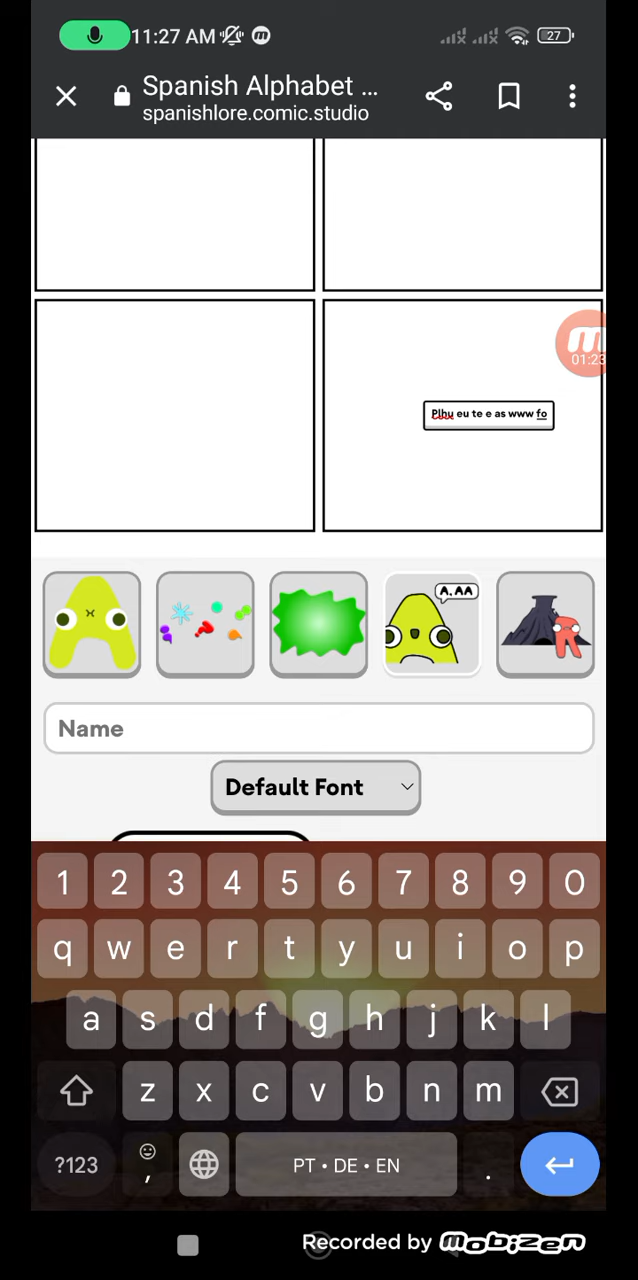 11:27 AM
27
Spanish Alphabet ...
spanishlore.comic.studio
01:23
Plhu eu te e as www fo
A. AA
Name
Default Font
1 2 3 4 5 6 7 8 9 0
q w e r t y u i o p
a s d f g h j k l
z x c v b n m
?123 , PT • DE • EN .
Recorded by mobizen